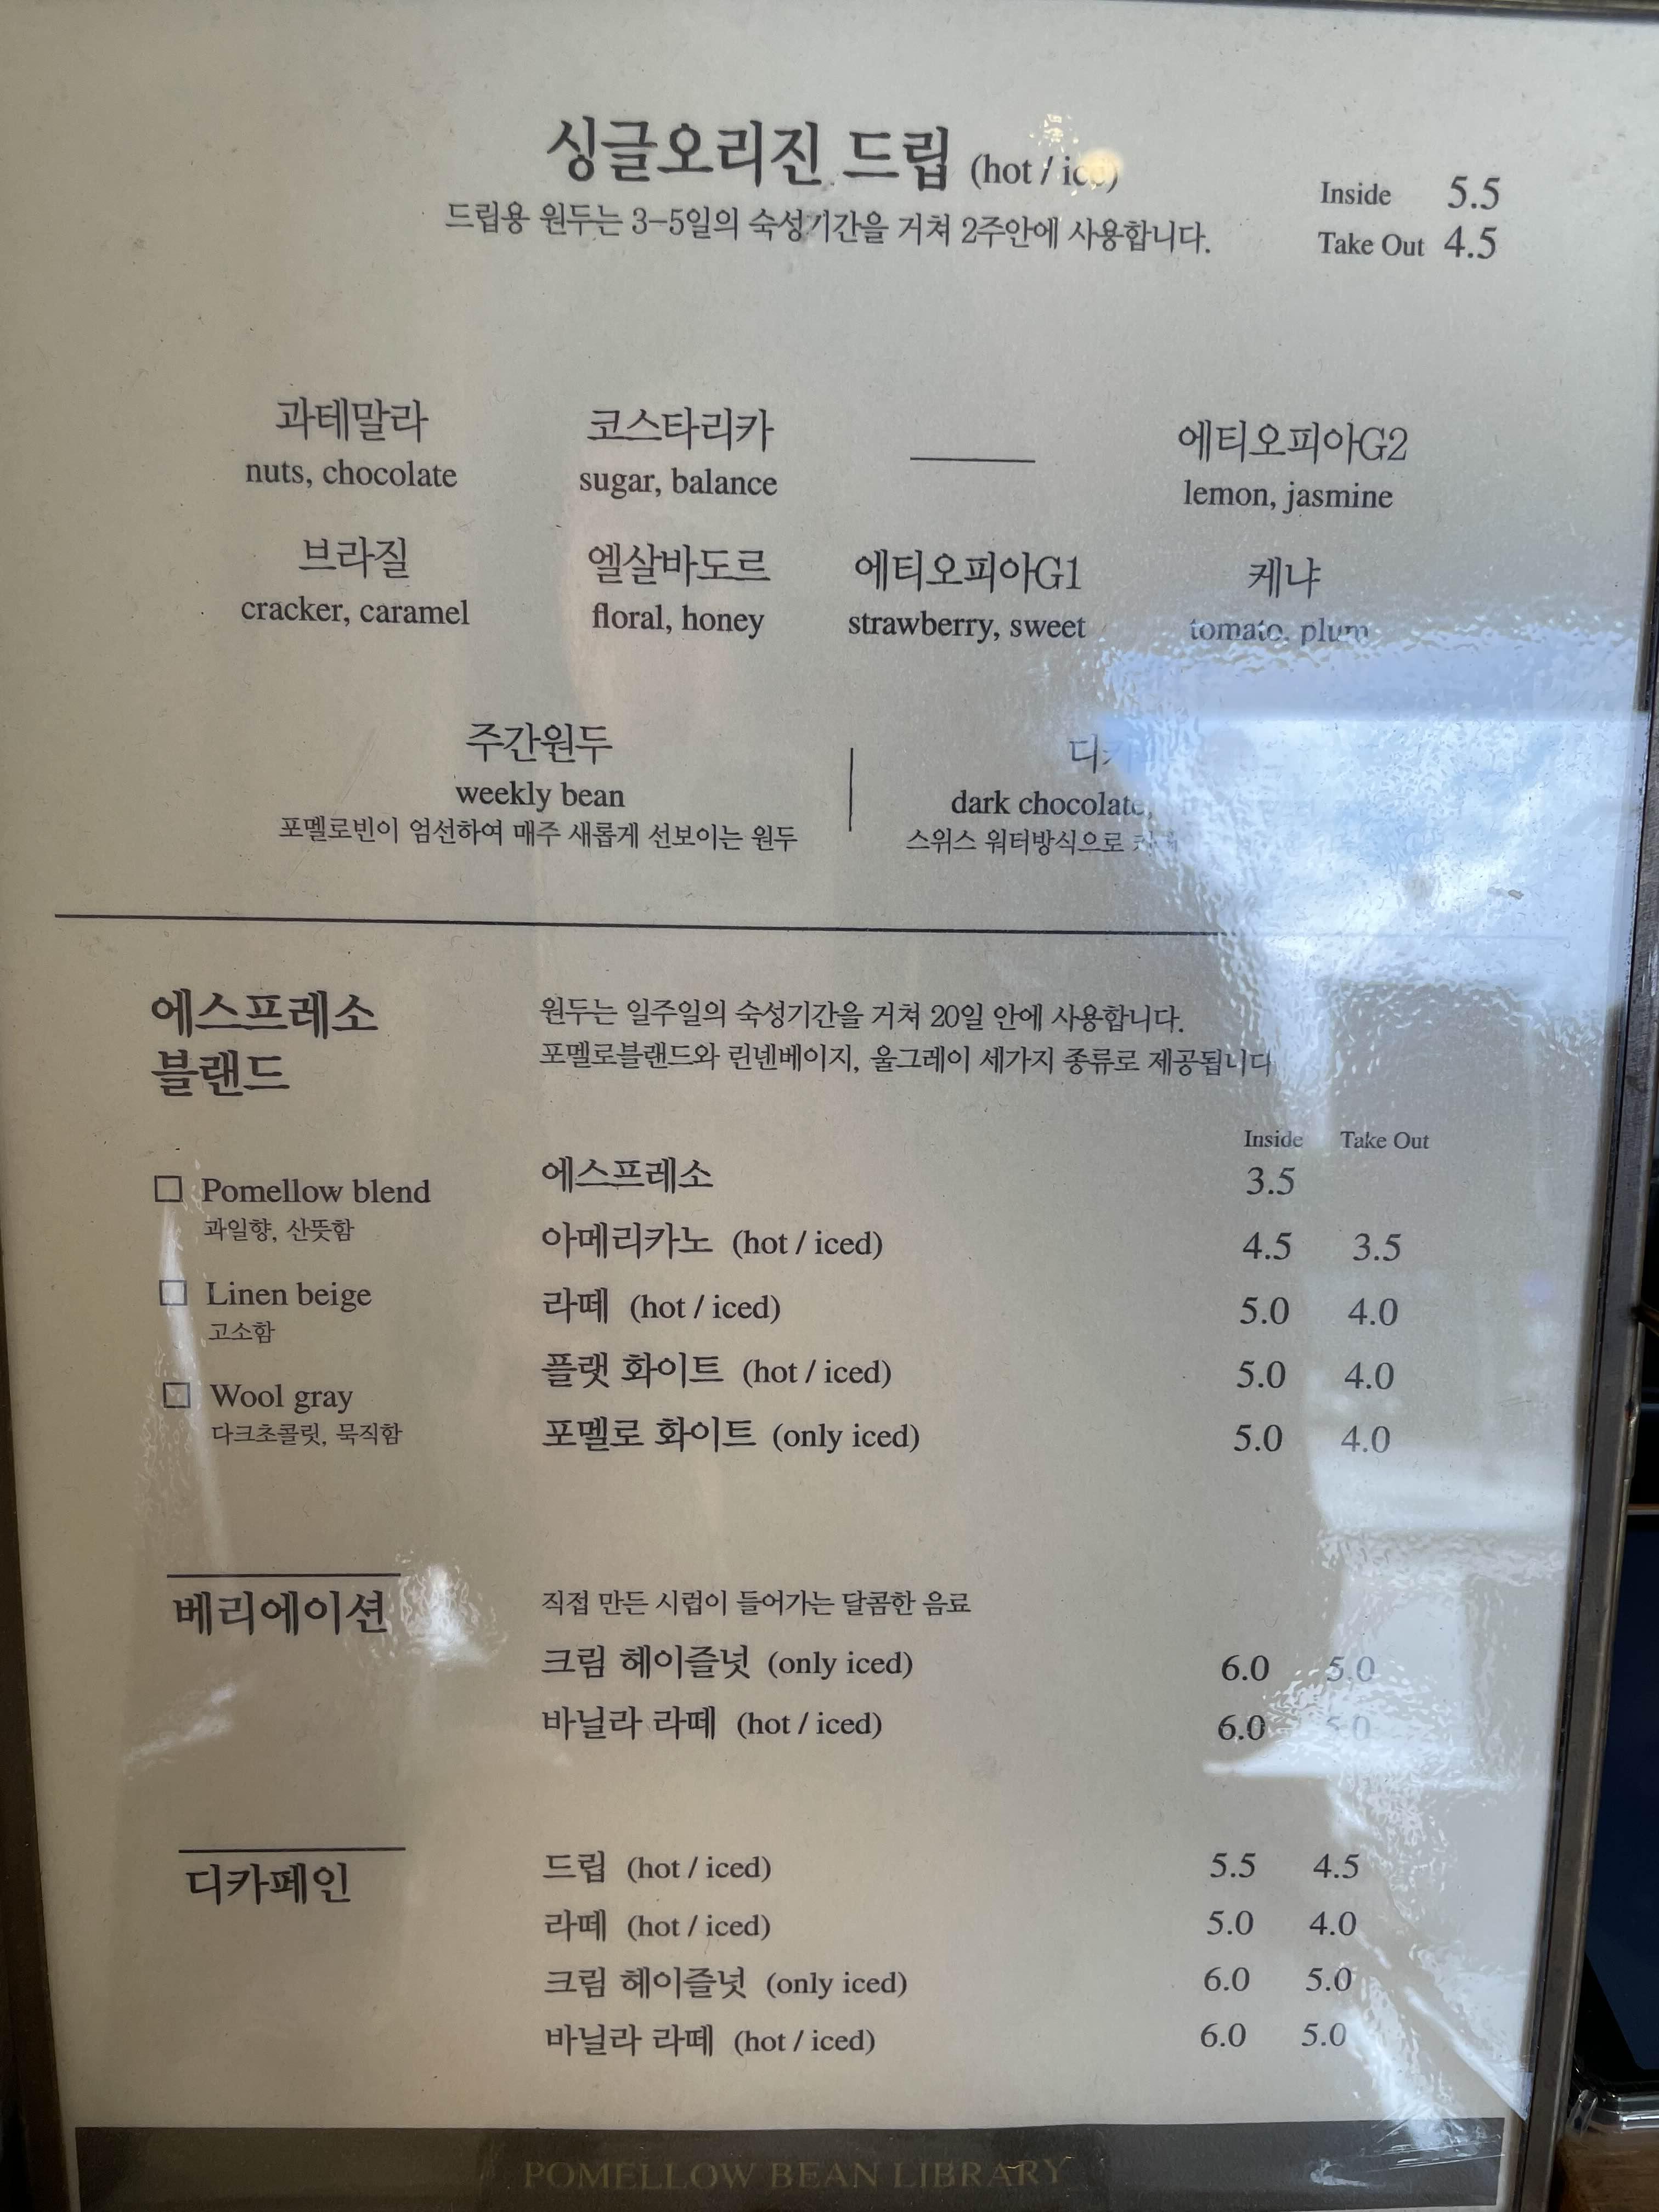 싱글오리진 드립 (hot / iced)
드립용 원두는 3-5일의 숙성기간을 거쳐 2주안에 사용합니다.
Inside 5.5
Take Out 4.5
과테말라
nuts, chocolate
코스타리카
sugar, balance
에티오피아G2
lemon, jasmine
브라질
cracker, caramel
엘살바도르
floral, honey
에티오피아G1
strawberry, sweet
케냐
tomato, plum
주간원두
weekly bean
포멜로빈이 엄선하여 매주 새롭게 선보이는 원두
dark chocolate,
스위스 워터방식으로
에스프레소
블랜드
원두는 일주일의 숙성기간을 거쳐 20일 안에 사용합니다.
포멜로블랜드와 린넨베이지, 울그레이 세가지 종류로 제공됩니다
Pomellow blend
과일향, 산뜻함
Linen beige
고소함
Wool gray
다크초콜릿, 묵직함
Inside Take Out
에스프레소 3.5
아메리카노 (hot / iced) 4.5 3.5
라떼 (hot / iced) 5.0 4.0
플랫 화이트 (hot / iced) 5.0 4.0
포멜로 화이트 (only iced) 5.0 4.0
베리에이션
직접 만든 시럽이 들어가는 달콤한 음료
크림 헤이즐넛 (only iced) 6.0 5.0
바닐라 라떼 (hot / iced) 6.0 5.0
디카페인
드립 (hot / iced) 5.5 4.5
라떼 (hot / iced) 5.0 4.0
크림 헤이즐넛 (only iced) 6.0 5.0
바닐라 라떼 (hot / iced) 6.0 5.0
POMELLOW BEAN LIBRARY